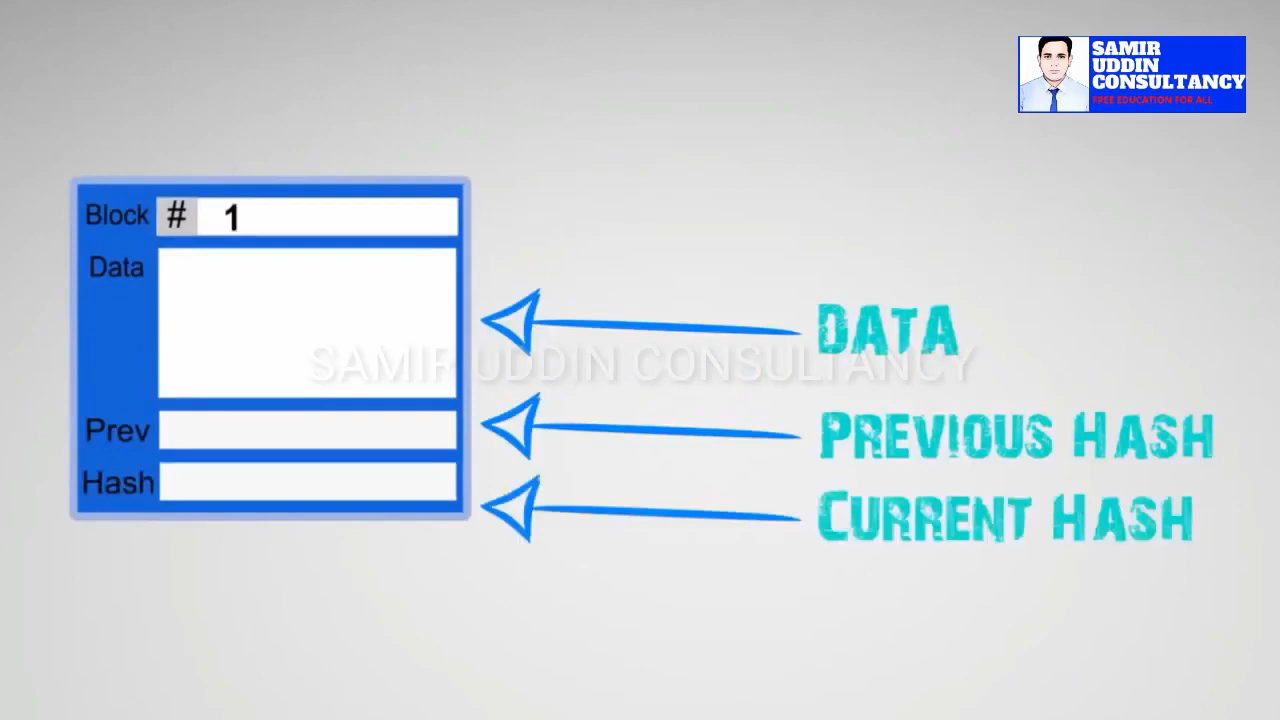 SAMIR
UDDIN
CONSULTANCY
FREE EDUCATION FOR ALL
Block # 1
Data
DATA
SAMIR UDDIN CONSULTANCY
Prev
PREVIOUS HASH
Hash
CURRENT HASH